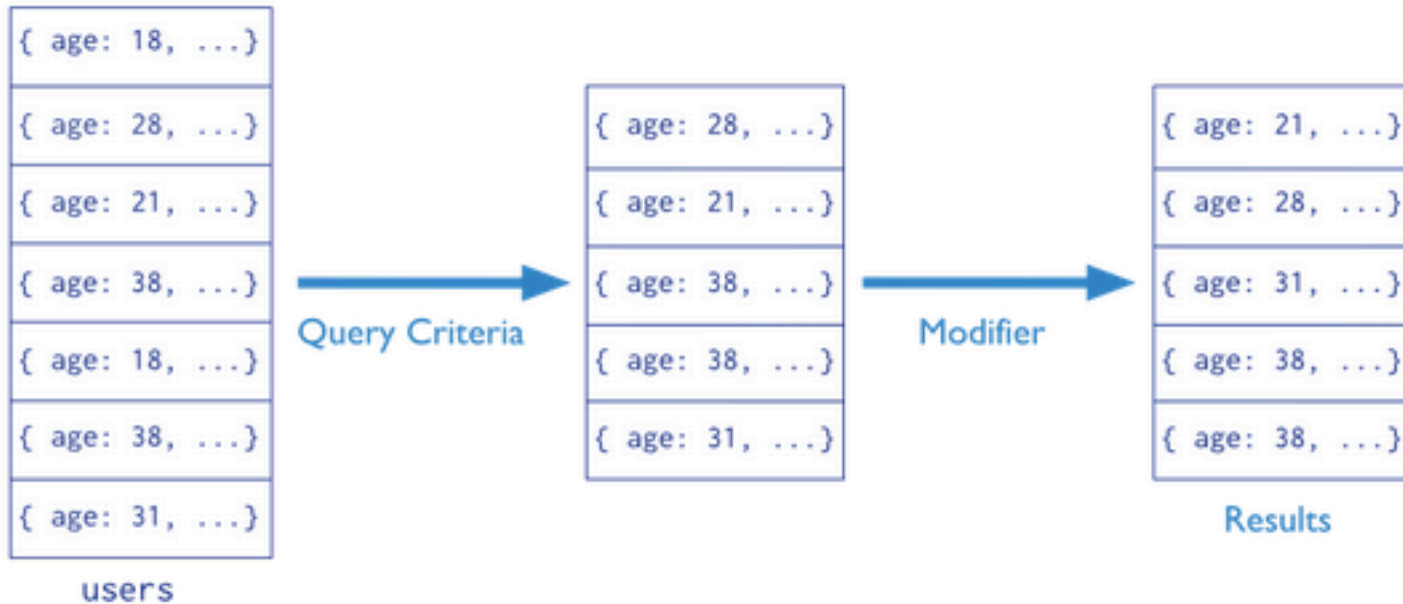 { age: 18, ...}
{ age: 28, ...}
{ age: 21, ...}
{ age: 38, ...}
{ age: 18, ...}
{ age: 38, ...}
{ age: 31, ...}
users
Query Criteria
{ age: 28, ...}
{ age: 21, ...}
{ age: 38, ...}
{ age: 38, ...}
{ age: 31, ...}
Modifier
{ age: 21, ...}
{ age: 28, ...}
{ age: 31, ...}
{ age: 38, ...}
{ age: 38, ...}
Results